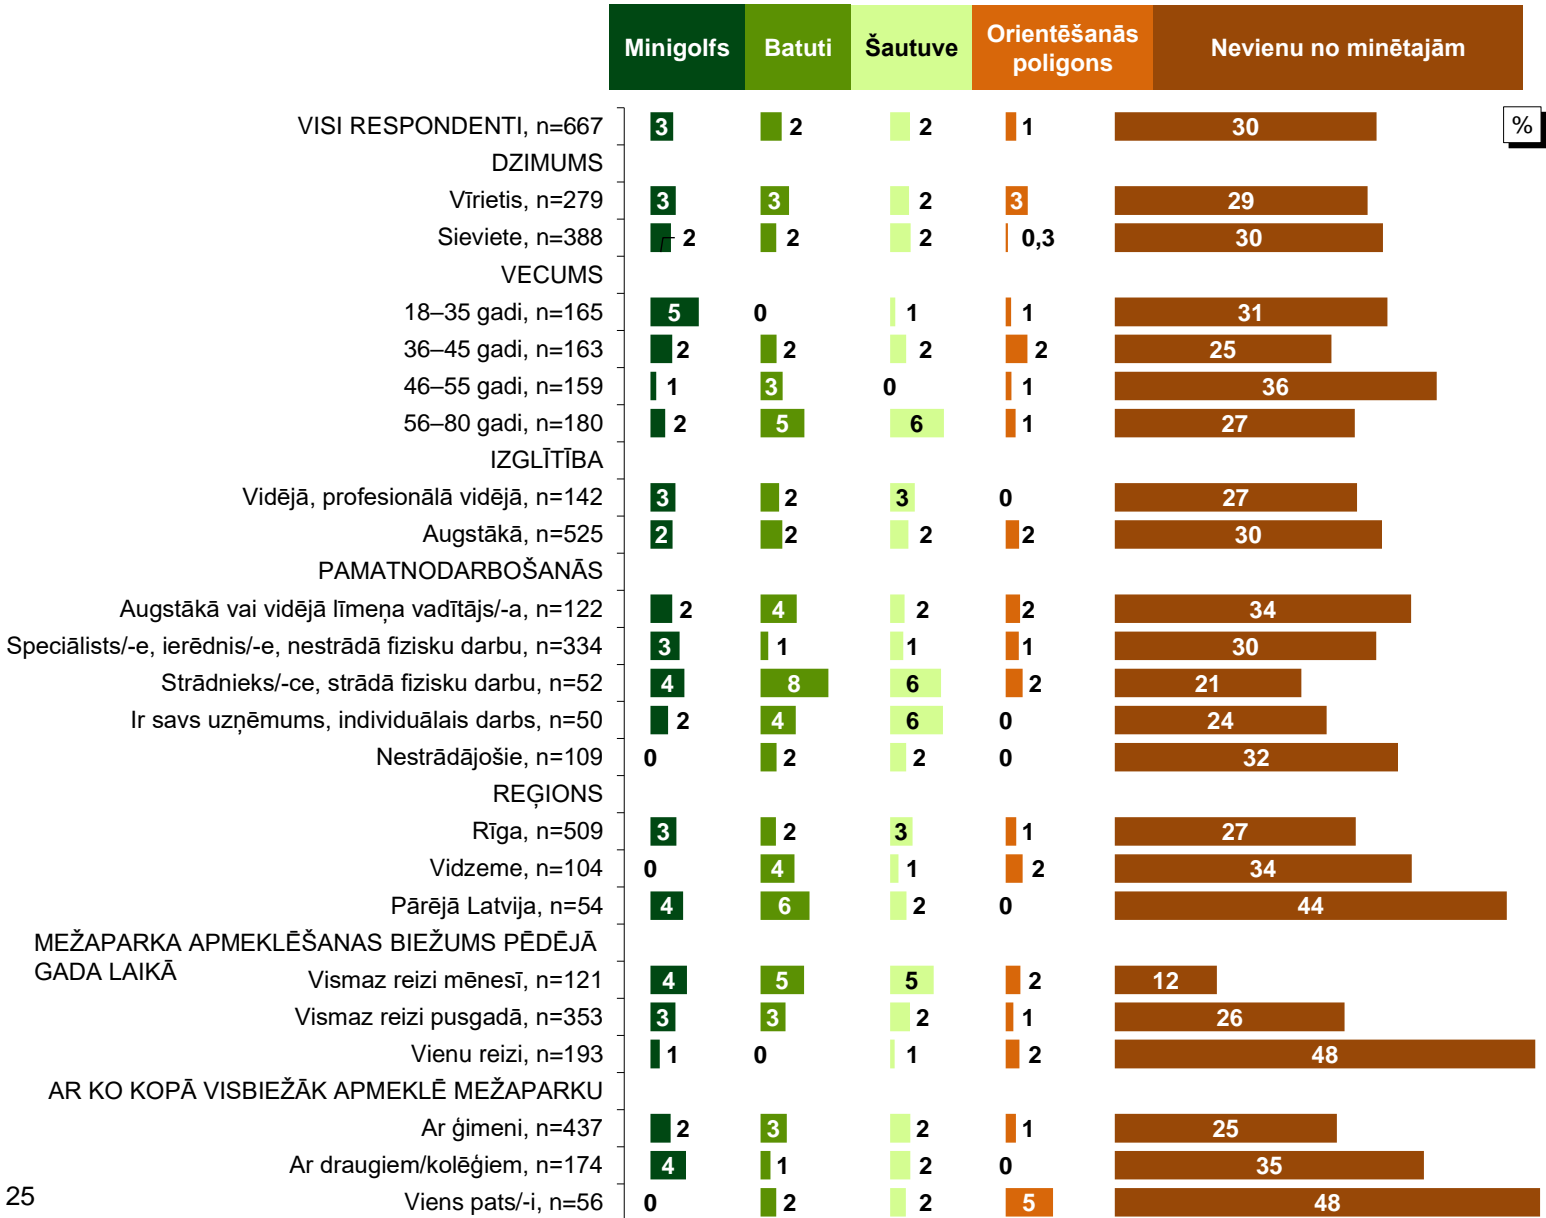 Minigolfs Batuti Šautuve Orientēšanās poligons Nevienu no minētajām
%
VISI RESPONDENTI, n=667 3 2 2 1 30
DZIMUMS
Vīrietis, n=279 3 3 2 3 29
Sieviete, n=388 2 2 2 0,3 30
VECUMS
18–35 gadi, n=165 5 0 1 1 31
36–45 gadi, n=163 2 2 2 2 25
46–55 gadi, n=159 1 3 0 1 36
56–80 gadi, n=180 2 5 6 1 27
IZGLĪTĪBA
Vidējā, profesionālā vidējā, n=142 3 2 3 0 27
Augstākā, n=525 2 2 2 2 30
PAMATNODARBOŠANĀS
Augstākā vai vidējā līmeņa vadītājs/-a, n=122 2 4 2 2 34
Speciālists/-e, ierēdnis/-e, nestrādā fizisku darbu, n=334 3 1 1 1 30
Strādnieks/-ce, strādā fizisku darbu, n=52 4 8 6 2 21
Ir savs uzņēmums, individuālais darbs, n=50 2 4 6 0 24
Nestrādājošie, n=109 0 2 2 0 32
REĢIONS
Rīga, n=509 3 2 3 1 27
Vidzeme, n=104 0 4 1 2 34
Pārējā Latvija, n=54 4 6 2 0 44
MEŽAPARKA APMEKLĒŠANAS BIEŽUMS PĒDĒJĀ
GADA LAIKĀ
Vismaz reizi mēnesī, n=121 4 5 5 2 12
Vismaz reizi pusgadā, n=353 3 3 2 1 26
Vienu reizi, n=193 1 0 1 2 48
AR KO KOPĀ VISBIEŽĀK APMEKLĒ MEŽAPARKU
Ar ģimeni, n=437 2 3 2 1 25
Ar draugiem/kolēģiem, n=174 4 1 2 0 35
Viens pats/-i, n=56 0 2 2 5 48
25